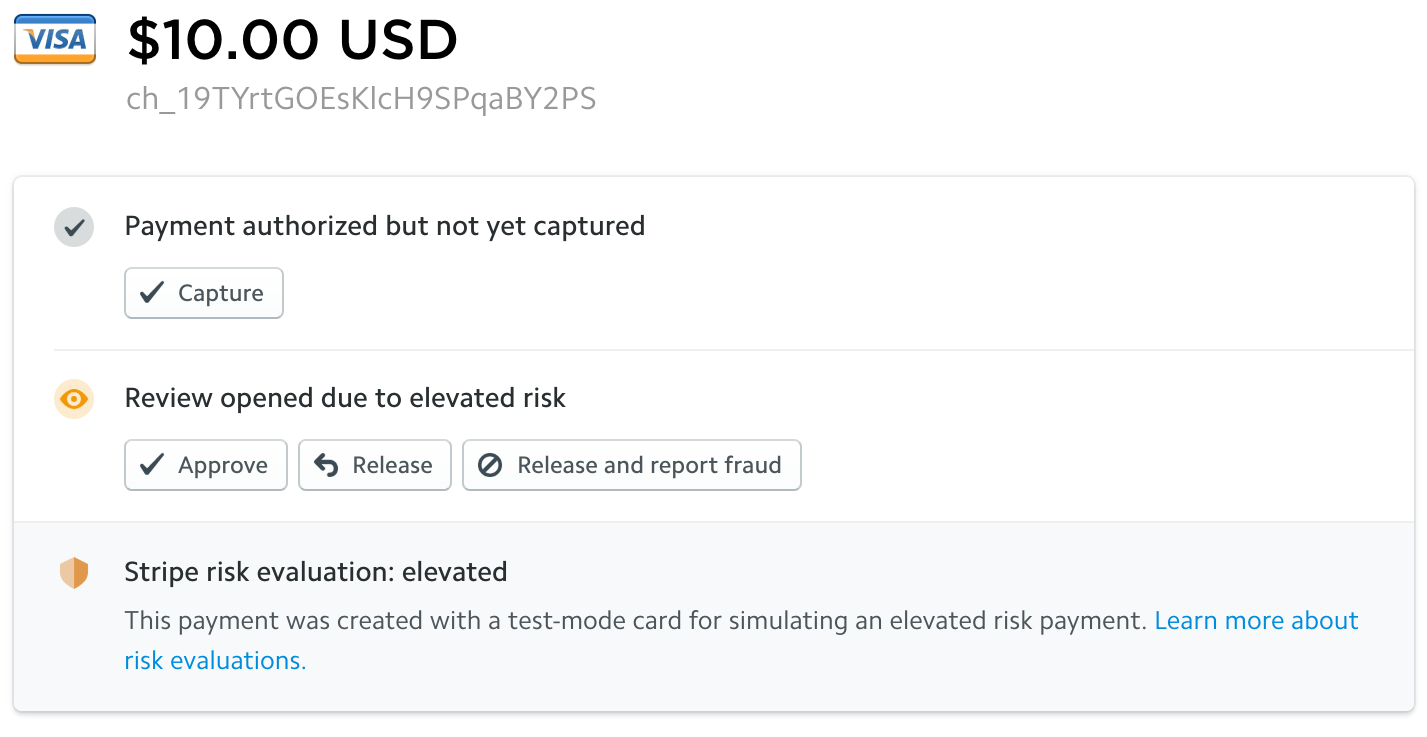 VISA
$10.00 USD
ch_19TYrtGOEsKlcH9SPqaBY2PS
Payment authorized but not yet captured
Capture
Review opened due to elevated risk
Approve
Release
Release and report fraud
Stripe risk evaluation: elevated
This payment was created with a test-mode card for simulating an elevated risk payment. Learn more about
risk evaluations.